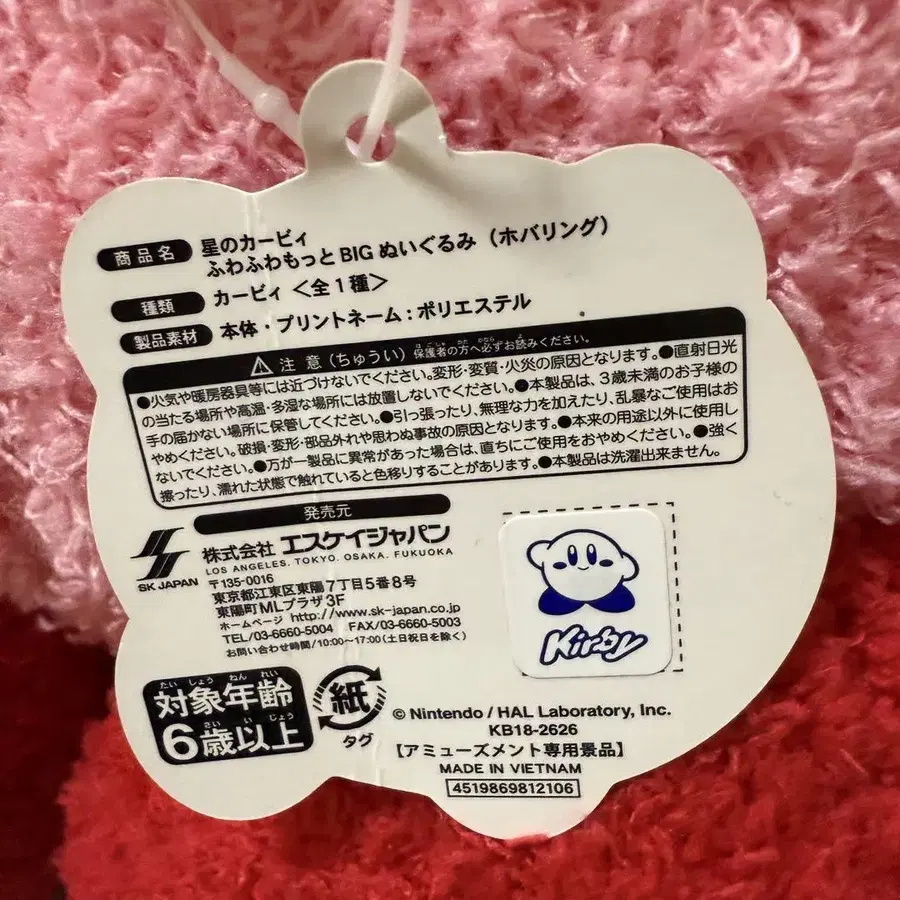 商品名 星のカービィ
ふわふわもっとBIGぬいぐるみ（ホバリング）
種類 カービィ＜全1種＞
製品素材 本体・プリントネーム：ポリエステル
⚠ 注意（ちゅうい）保護者の方へ必ずお読みください。
●火気や暖房器具等には近づけないでください。変形・変質・火災の原因となります。●直射日光
の当たる場所や高温・多湿な場所には放置しないでください。●本製品は、3歳未満のお子様の
手の届かない場所に保管してください。●引っ張ったり、無理な力を加えたり、乱暴なご使用はお
やめください。破損・変形・部品外れや思わぬ事故の原因となります。●本来の用途以外に使用し
ないでください。●万が一製品に異常があった場合は、直ちにご使用をおやめください。●強く
擦ったり、濡れた状態で触れていると色移りすることがあります。●本製品は洗濯出来ません。
発売元
SK JAPAN
株式会社 エスケイジャパン
LOS ANGELES. TOKYO. OSAKA. FUKUOKA
〒135-0016
東京都江東区東陽7丁目5番8号
東陽町MLプラザ3F
ホームページ http://www.sk-japan.co.jp
TEL/03-6660-5004 FAX/03-6660-5003
お問い合わせ時間/10:00~17:00(土日祝日を除く)
Kirby
たいしょうねんれい
対象年齢
さいいじょう
6歳以上
紙
タグ
© Nintendo / HAL Laboratory, Inc.
KB18-2626
【アミューズメント専用景品】
MADE IN VIETNAM
4519869812106